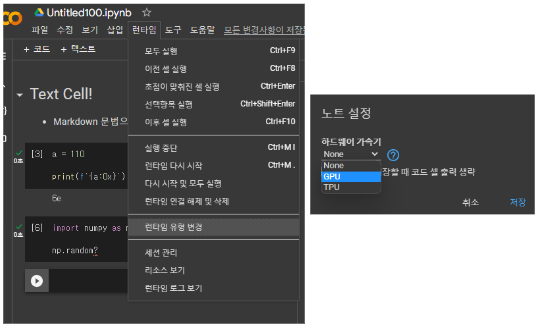 Untitled100.ipynb
파일 수정 보기 삽입 런타임 도구 도움말 모든 변경사항이 저장
+ 코드 + 텍스트
모두 실행 Ctrl+F9
이전 셀 실행 Ctrl+F8
초점이 맞춰진 셀 실행 Ctrl+Enter
선택항목 실행 Ctrl+Shift+Enter
이후 셀 실행 Ctrl+F10
실행 중단 Ctrl+M I
런타임 다시 시작 Ctrl+M .
다시 시작 및 모두 실행
런타임 연결 해제 및 삭제
런타임 유형 변경
세션 관리
리소스 보기
런타임 로그 보기
Text Cell!
• Markdown 문법으
[3] a = 110
0초
print(f'{a:0x}')
6e
[6] import numpy as n
0초
np.random?
노트 설정
하드웨어 가속기
None
None
GPU
TPU
장할 때 코드 셀 출력 생략
취소 저장